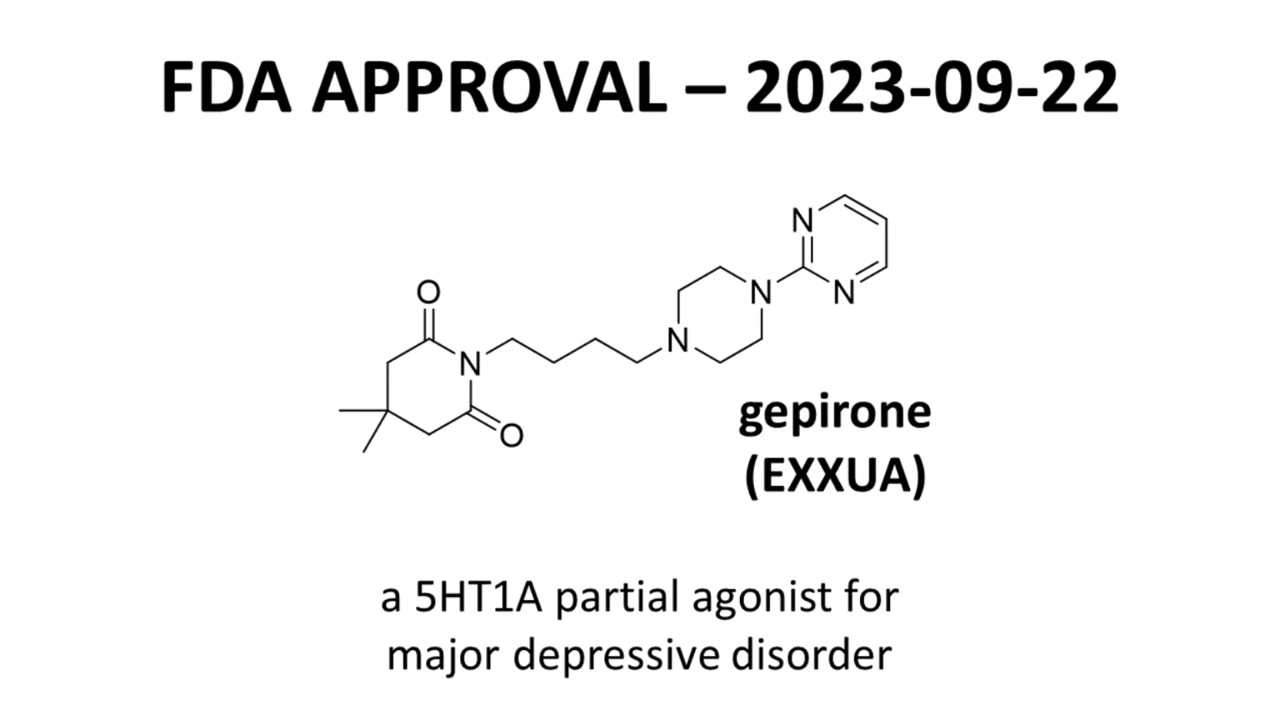 FDA APPROVAL – 2023-09-22
N
N
N
N
O
N
O
gepirone
(EXXUA)
a 5HT1A partial agonist for
major depressive disorder